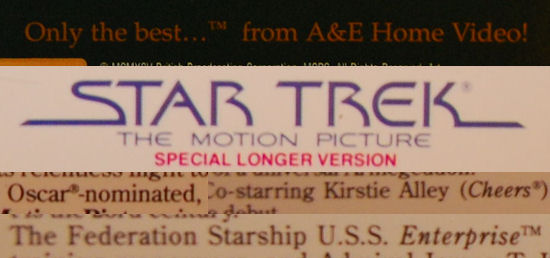 Only the best...™ from A&E Home Video!
STAR TREK®
THE MOTION PICTURE
SPECIAL LONGER VERSION
Oscar®-nominated, Co-starring Kirstie Alley (Cheers®)
The Federation Starship U.S.S. Enterprise™